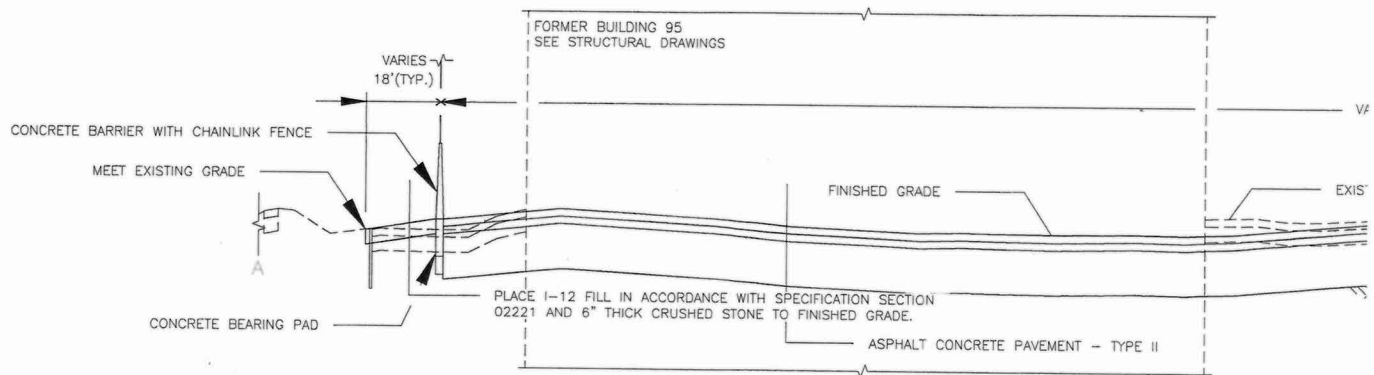 FORMER BUILDING 95
SEE STRUCTURAL DRAWINGS
VARIES
18'(TYP.)
CONCRETE BARRIER WITH CHAINLINK FENCE
MEET EXISTING GRADE
FINISHED GRADE
A
PLACE I-12 FILL IN ACCORDANCE WITH SPECIFICATION SECTION
02221 AND 6" THICK CRUSHED STONE TO FINISHED GRADE.
CONCRETE BEARING PAD
ASPHALT CONCRETE PAVEMENT - TYPE II